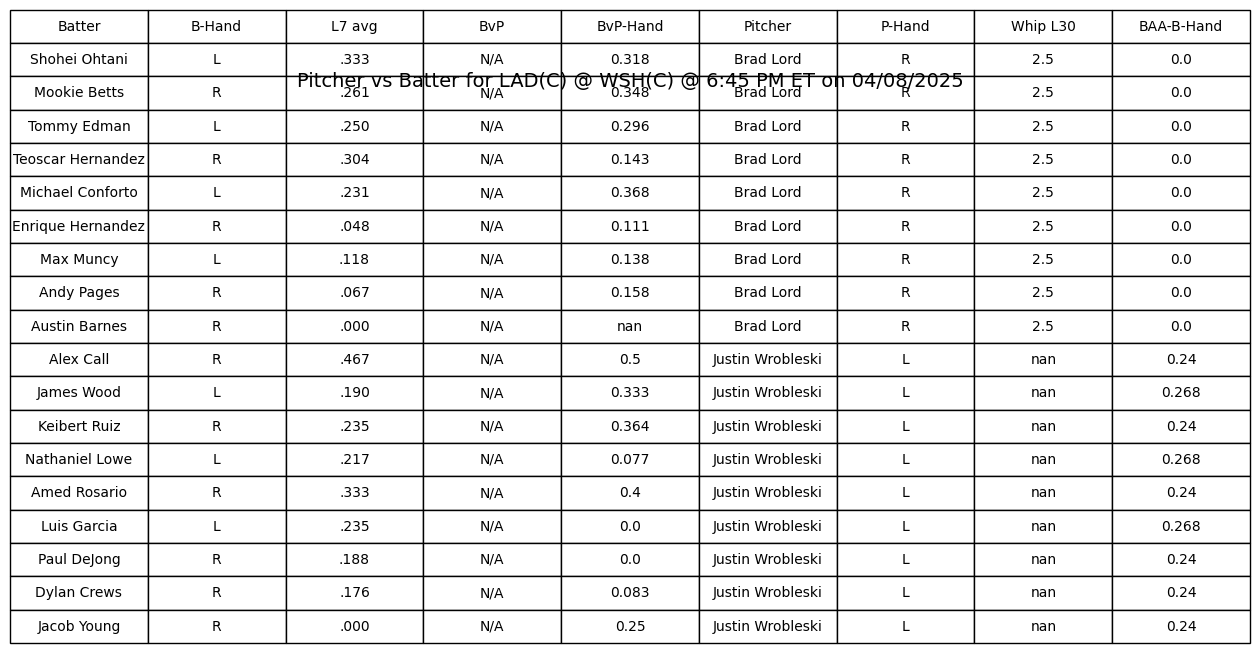 Batter B-Hand L7 avg BvP BvP-Hand Pitcher P-Hand Whip L30 BAA-B-Hand
Shohei Ohtani L .333 N/A 0.318 Brad Lord R 2.5 0.0
Pitcher vs Batter for LAD(C) @ WSH(C) @ 6:45 PM ET on 04/08/2025
Mookie Betts R .261 N/A 0.348 Brad Lord R 2.5 0.0
Tommy Edman L .250 N/A 0.296 Brad Lord R 2.5 0.0
Teoscar Hernandez R .304 N/A 0.143 Brad Lord R 2.5 0.0
Michael Conforto L .231 N/A 0.368 Brad Lord R 2.5 0.0
Enrique Hernandez R .048 N/A 0.111 Brad Lord R 2.5 0.0
Max Muncy L .118 N/A 0.138 Brad Lord R 2.5 0.0
Andy Pages R .067 N/A 0.158 Brad Lord R 2.5 0.0
Austin Barnes R .000 N/A nan Brad Lord R 2.5 0.0
Alex Call R .467 N/A 0.5 Justin Wrobleski L nan 0.24
James Wood L .190 N/A 0.333 Justin Wrobleski L nan 0.268
Keibert Ruiz R .235 N/A 0.364 Justin Wrobleski L nan 0.24
Nathaniel Lowe L .217 N/A 0.077 Justin Wrobleski L nan 0.268
Amed Rosario R .333 N/A 0.4 Justin Wrobleski L nan 0.24
Luis Garcia L .235 N/A 0.0 Justin Wrobleski L nan 0.268
Paul DeJong R .188 N/A 0.0 Justin Wrobleski L nan 0.24
Dylan Crews R .176 N/A 0.083 Justin Wrobleski L nan 0.24
Jacob Young R .000 N/A 0.25 Justin Wrobleski L nan 0.24